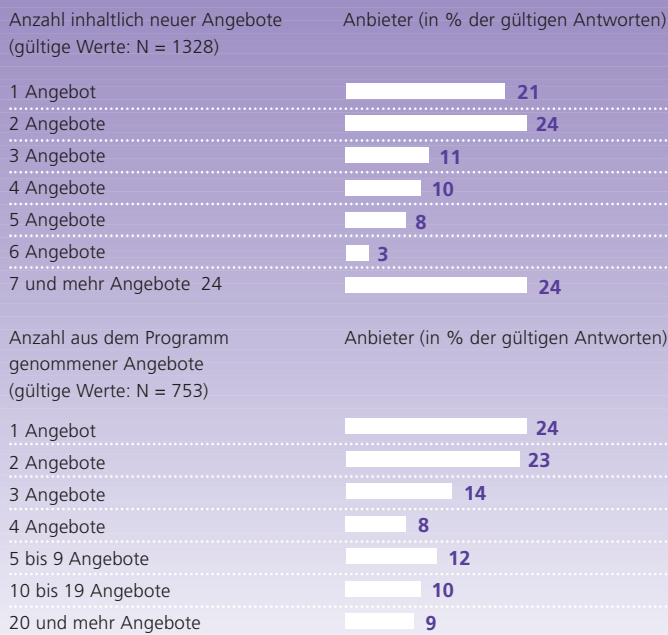 Anzahl inhaltlich neuer Angebote Anbieter (in % der gültigen Antworten)
(gültige Werte: N = 1328)
1 Angebot 21
2 Angebote 24
3 Angebote 11
4 Angebote 10
5 Angebote 8
6 Angebote 3
7 und mehr Angebote 24 24
Anzahl aus dem Programm Anbieter (in % der gültigen Antworten)
genommener Angebote
(gültige Werte: N = 753)
1 Angebot 24
2 Angebote 23
3 Angebote 14
4 Angebote 8
5 bis 9 Angebote 12
10 bis 19 Angebote 10
20 und mehr Angebote 9